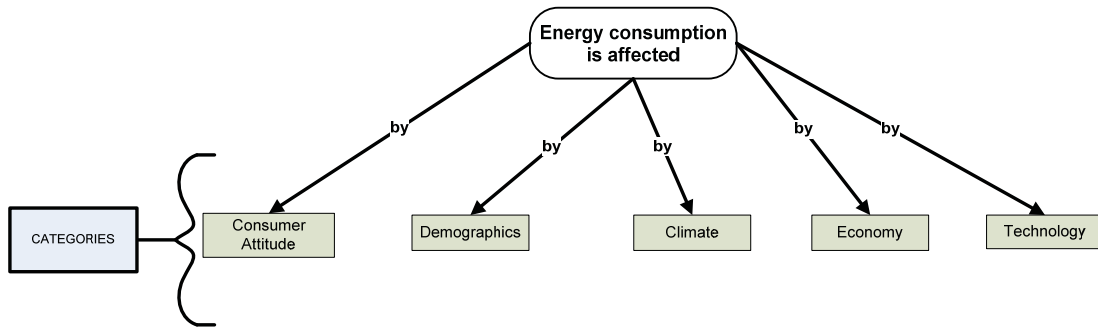 Energy consumption
is affected
by
by
by
by
by
CATEGORIES
Consumer
Attitude
Demographics
Climate
Economy
Technology